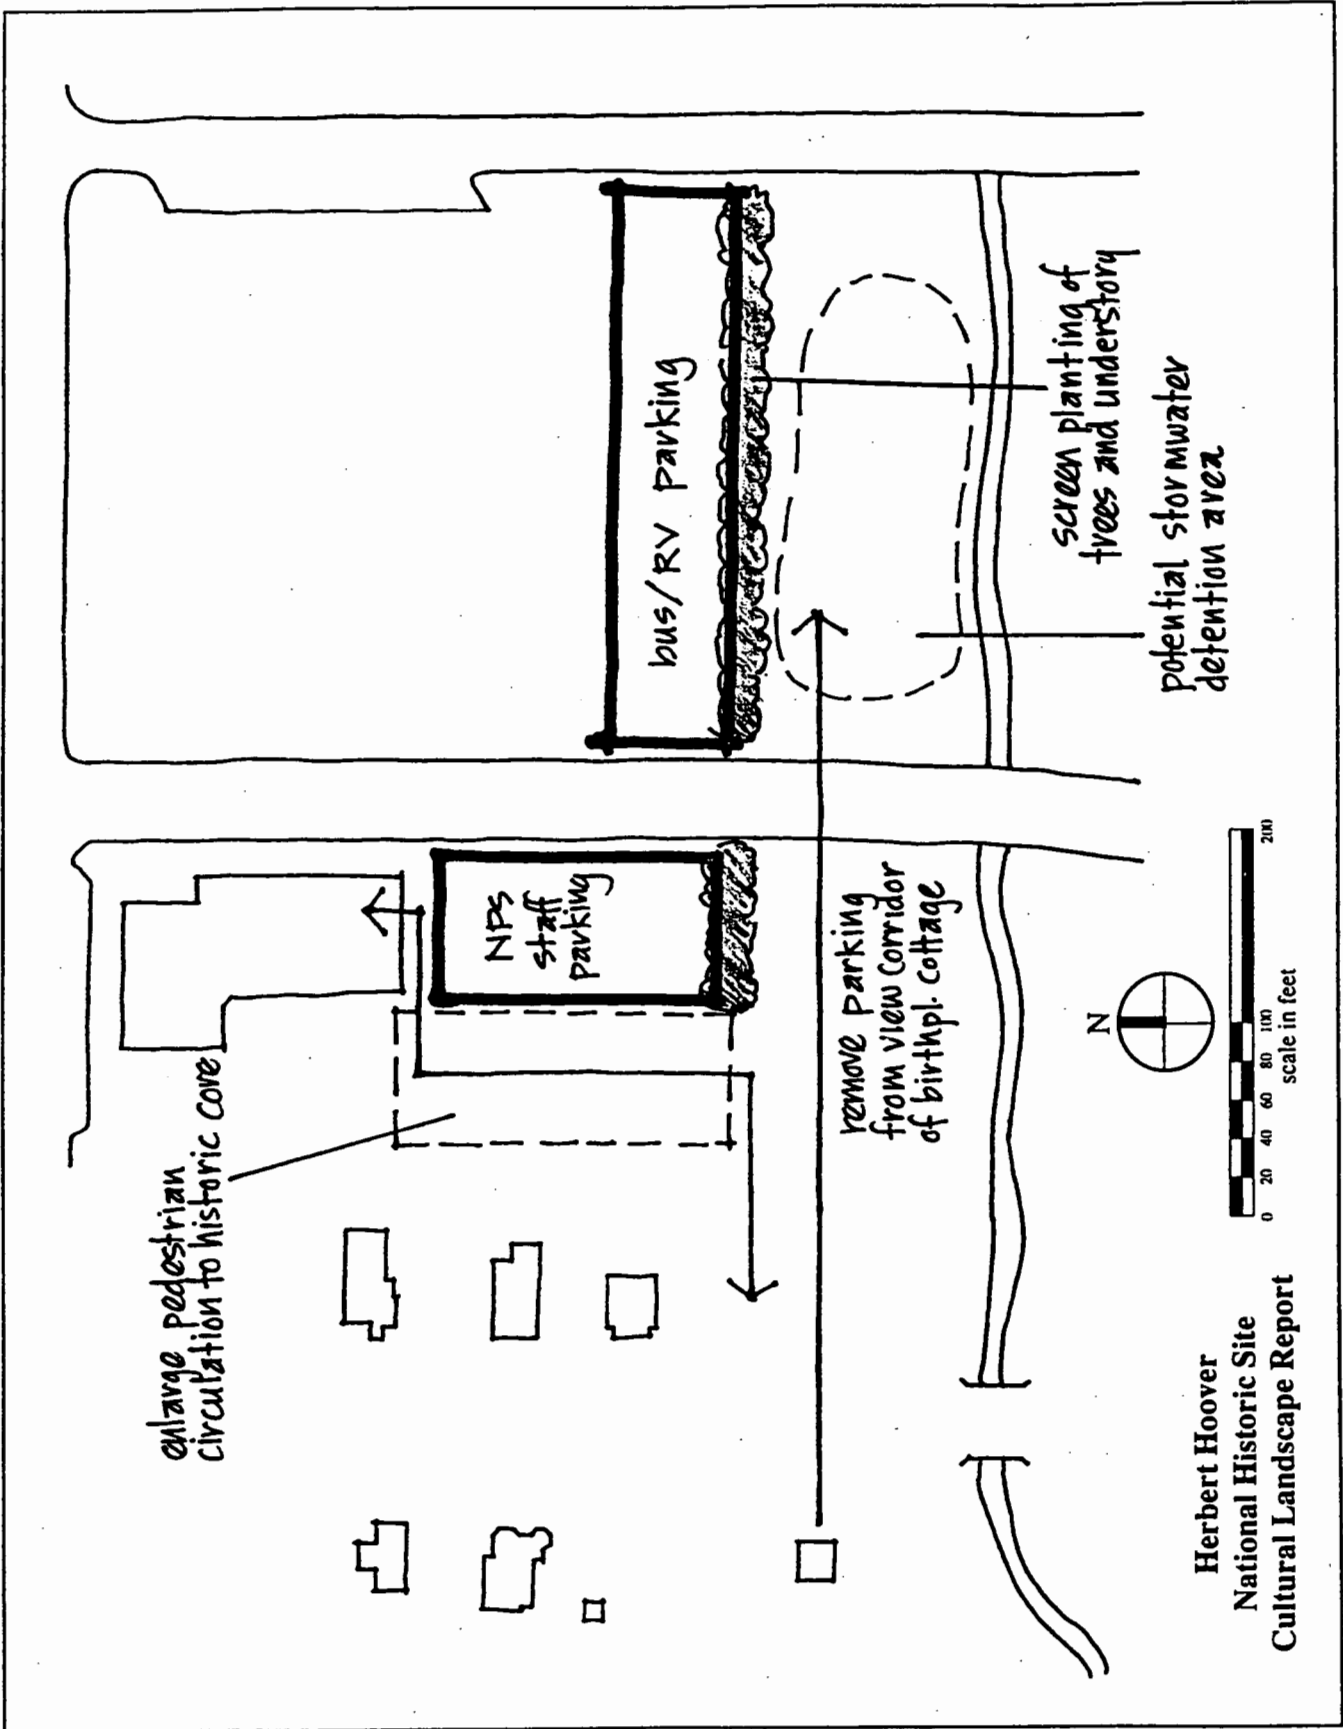 enlarge pedestrian
circulation to historic core
NPS
staff
parking
bus/RV parking
remove parking
from view corridor
of birthpl. cottage
screen planting of
trees and understory
potential stormwater
detention area
N
0 20 40 60 80 100 200
scale in feet
Herbert Hoover
National Historic Site
Cultural Landscape Report